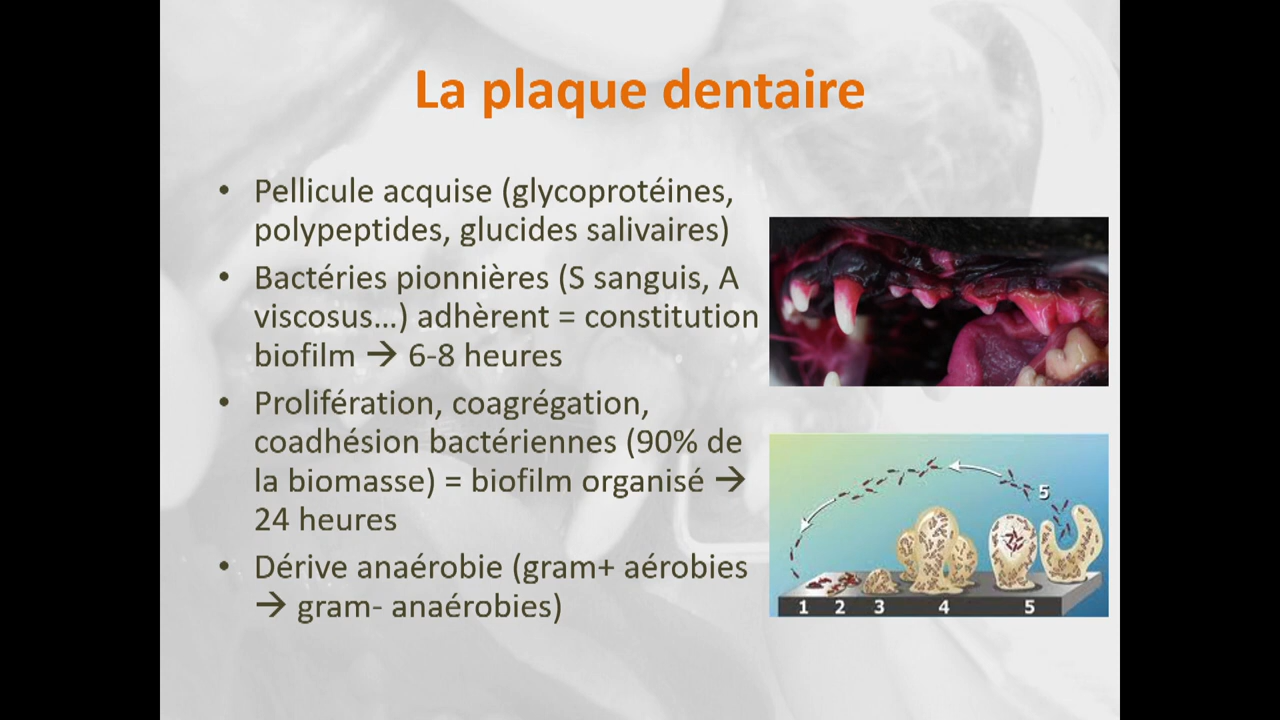 La plaque dentaire
• Pellicule acquise (glycoprotéines,
polypeptides, glucides salivaires)
• Bactéries pionnières (S sanguis, A
viscosus...) adhèrent = constitution
biofilm → 6-8 heures
• Prolifération, coagrégation,
coadhésion bactériennes (90% de
la biomasse) = biofilm organisé →
24 heures
• Dérive anaérobie (gram+ aérobies
→ gram- anaérobies)
5
1 2 3 4 5